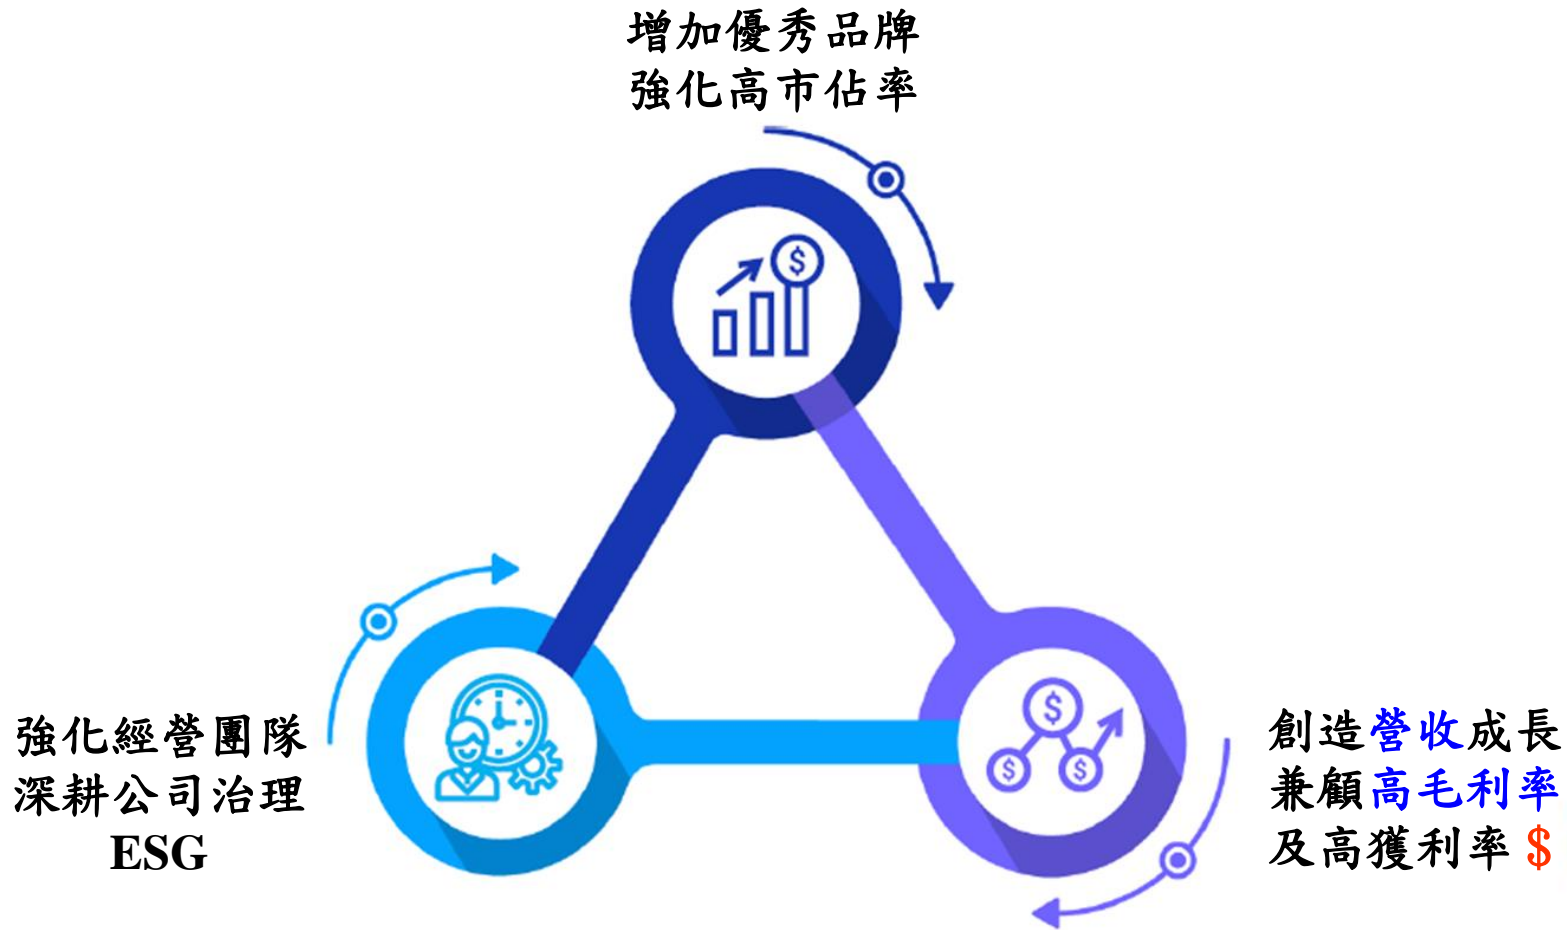 增加優秀品牌
強化高市佔率
$
強化經營團隊
深耕公司治理
ESG
$
$
$
創造營收成長
兼顧高毛利率
及高獲利率 $